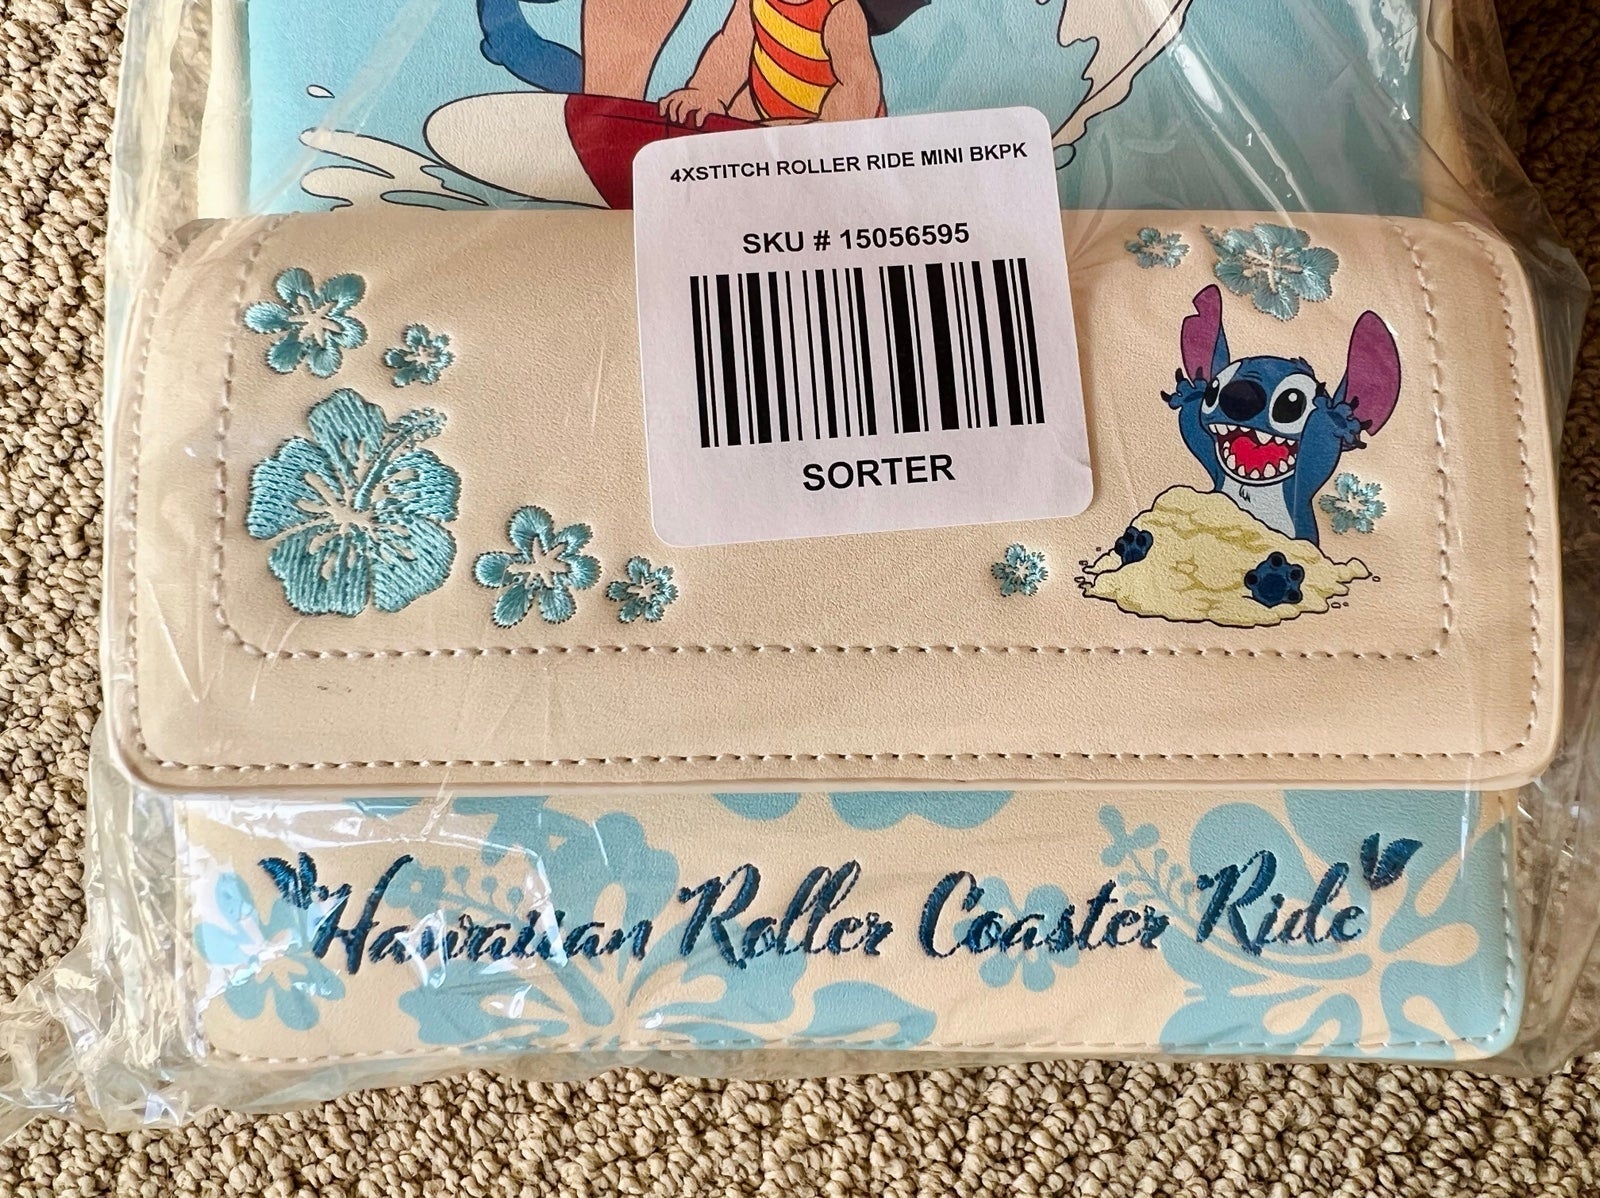 4XSTITCH ROLLER RIDE MINI BKPK
SKU # 15056595
SORTER
Hawaiian Roller Coaster Ride